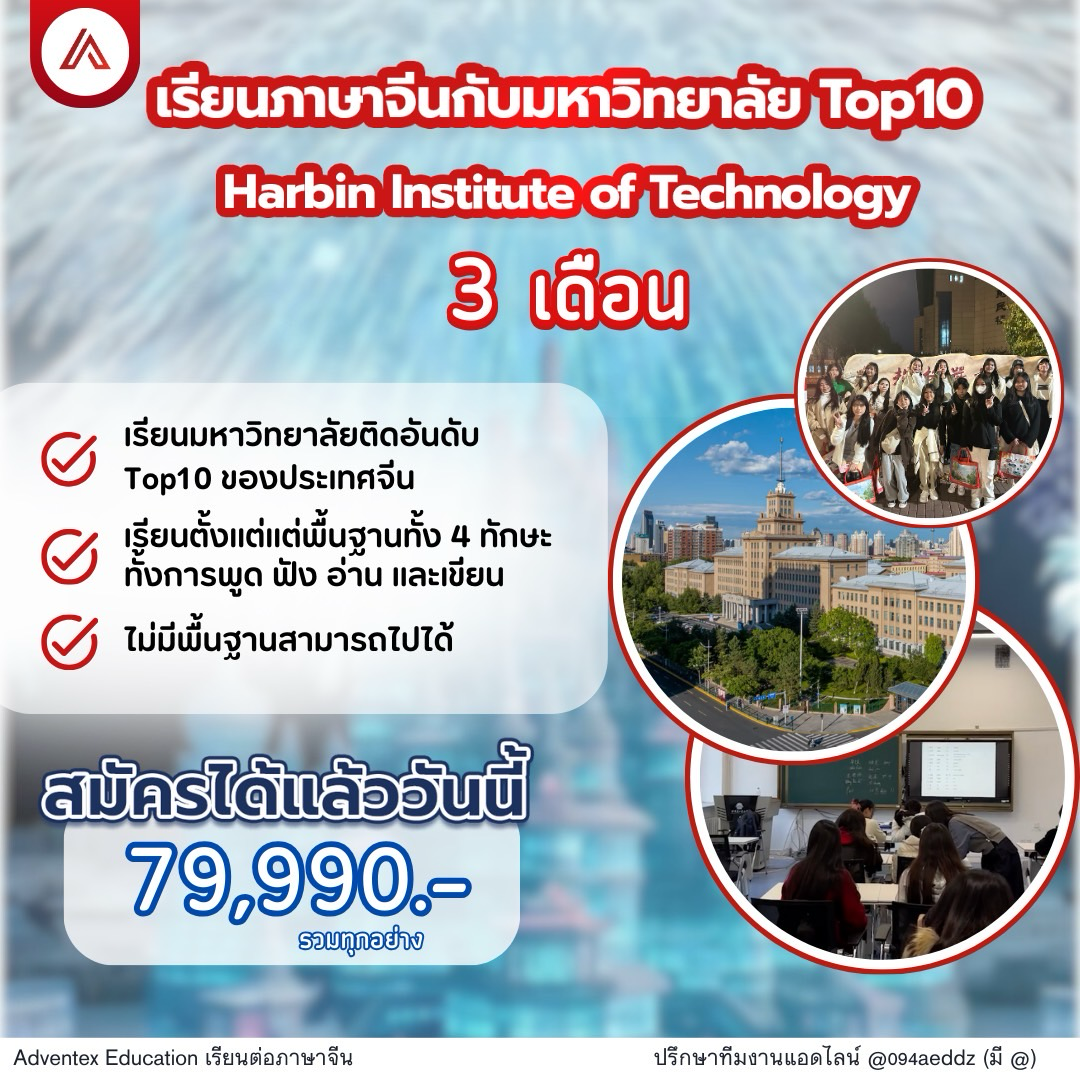 เรียนภาษาจีนกับมหาวิทยาลัย Top10
Harbin Institute of Technology
3 เดือน
เรียนมหาวิทยาลัยติดอันดับ
Top10 ของประเทศจีน
เรียนตั้งแต่แต่พื้นฐานทั้ง 4 ทักษะ
ทั้งการพูด ฟัง อ่าน และเขียน
ไม่มีพื้นฐานสามารถไปได้
สมัครได้แล้ววันนี้
79,990.-
รวมทุกอย่าง
Adventex Education เรียนต่อภาษาจีน
ปรึกษาทีมงานแอดไลน์ @094aeddz (มี @)